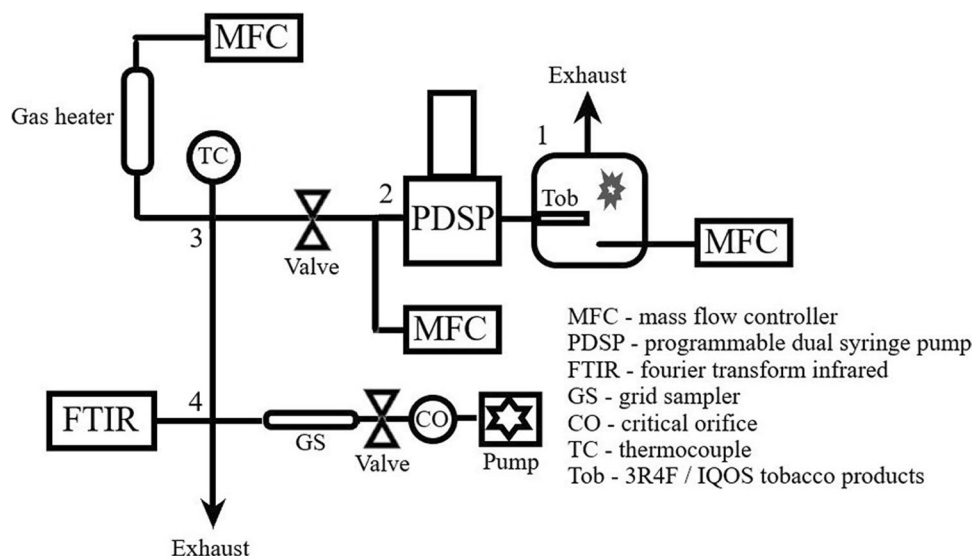 MFC
Exhaust
Gas heater
1
TC
Tob
2
PDSP
3
Valve
MFC
MFC
MFC - mass flow controller
PDSP - programmable dual syringe pump
FTIR - fourier transform infrared
GS - grid sampler
CO - critical orifice
TC - thermocouple
Tob - 3R4F / IQOS tobacco products
4
FTIR
CO
GS
Valve
Pump
Exhaust